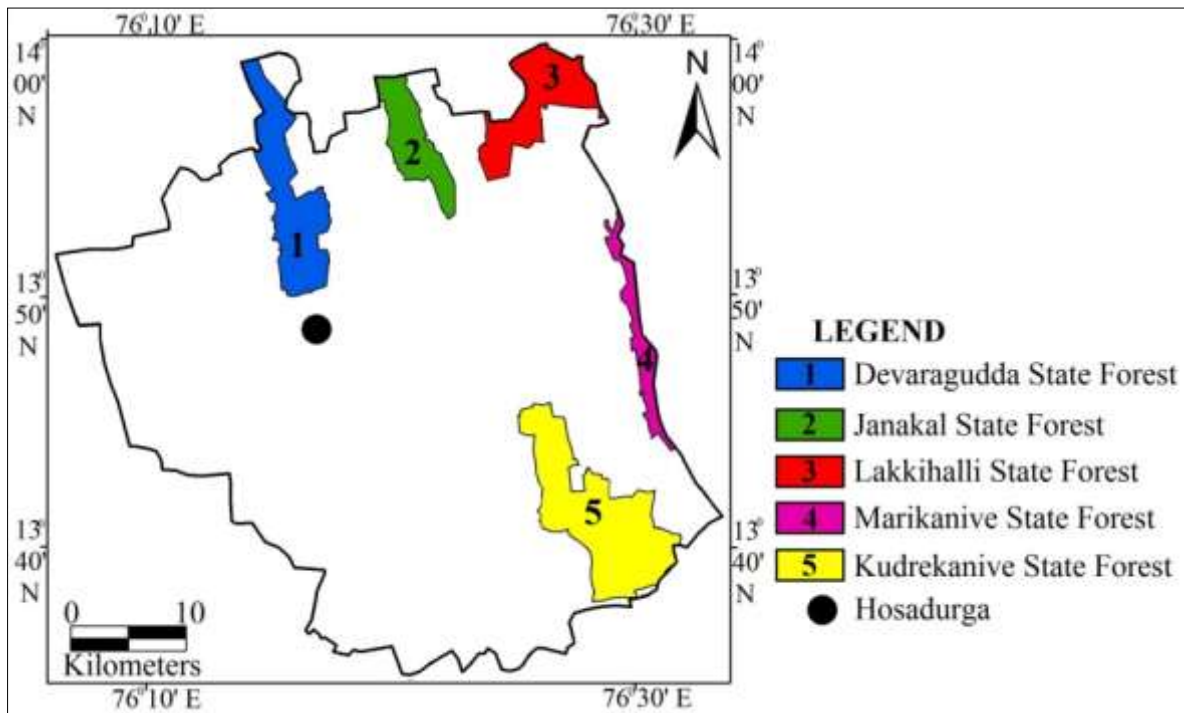 76°10' E 76°30' E
14°
00'
N
14°
00'
N
N
3
2
1
13°
50'
N
13°
50'
N
4
5
13°
40'
N
13°
40'
N
LEGEND
1 Devaragudda State Forest
2 Janakal State Forest
3 Lakkihalli State Forest
4 Marikanive State Forest
5 Kudrekanive State Forest
Hosadurga
0 10
Kilometers
76°10' E 76°30' E